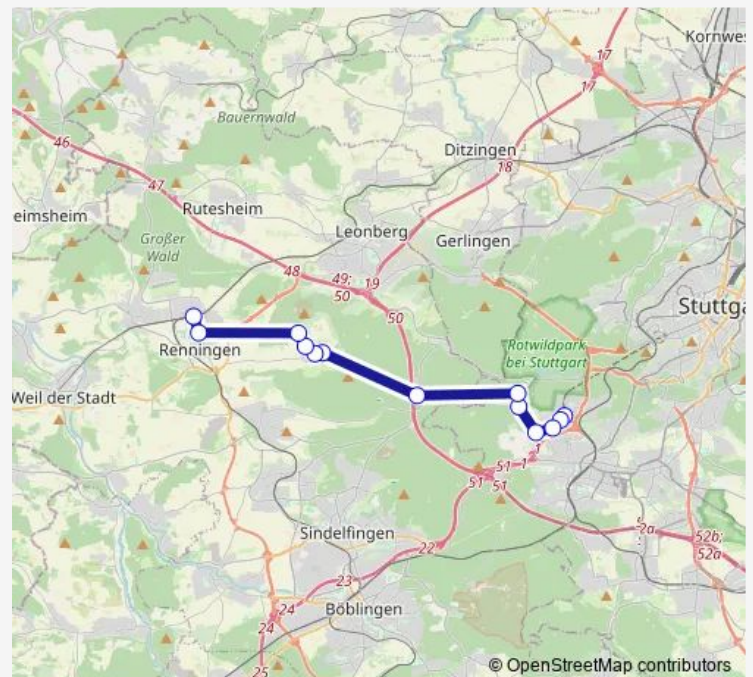 Kornwes
17
17
Bauernwald
46
Ditzingen
18
47
Rutesheim
eimsheim
Leonberg
Gerlingen
Großer
Wald
48
49;
50
19
50
Stuttga
Rotwildpark
bei Stuttgart
Renningen
Weil der Stadt
1
51
1
51
51
52a
52b;
52a
Sindelfingen
22
23
24
24
Böblingen
25
© OpenStreetMap contributors